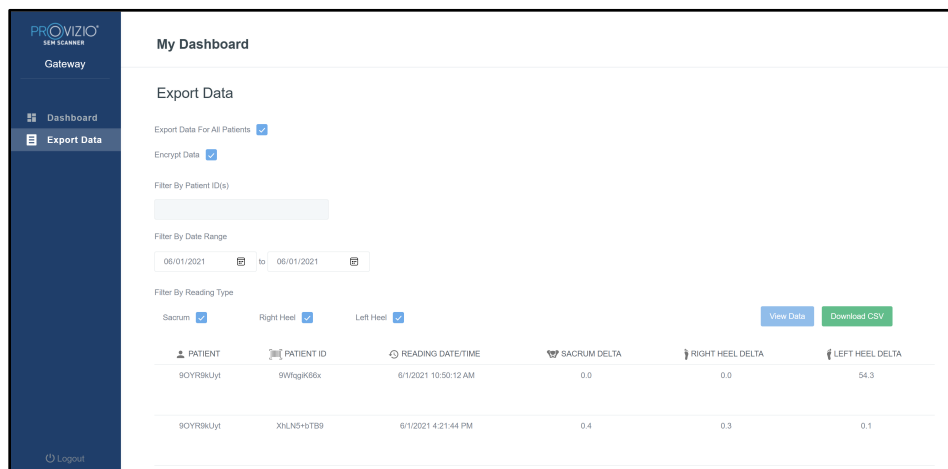 PROVIZIO®
SEM SCANNER
Gateway
Dashboard
Export Data
Logout
My Dashboard
Export Data
Export Data For All Patients
Encrypt Data
Filter By Patient ID(s)
Filter By Date Range
06/01/2021 to 06/01/2021
Filter By Reading Type
Sacrum Right Heel Left Heel View Data Download CSV
PATIENT PATIENT ID READING DATE/TIME SACRUM DELTA RIGHT HEEL DELTA LEFT HEEL DELTA
9OYR9kUyt 9WfqgiK66x 6/1/2021 10:50:12 AM 0.0 0.0 54.3
9OYR9kUyt XhLN5+bTB9 6/1/2021 4:21:44 PM 0.4 0.3 0.1